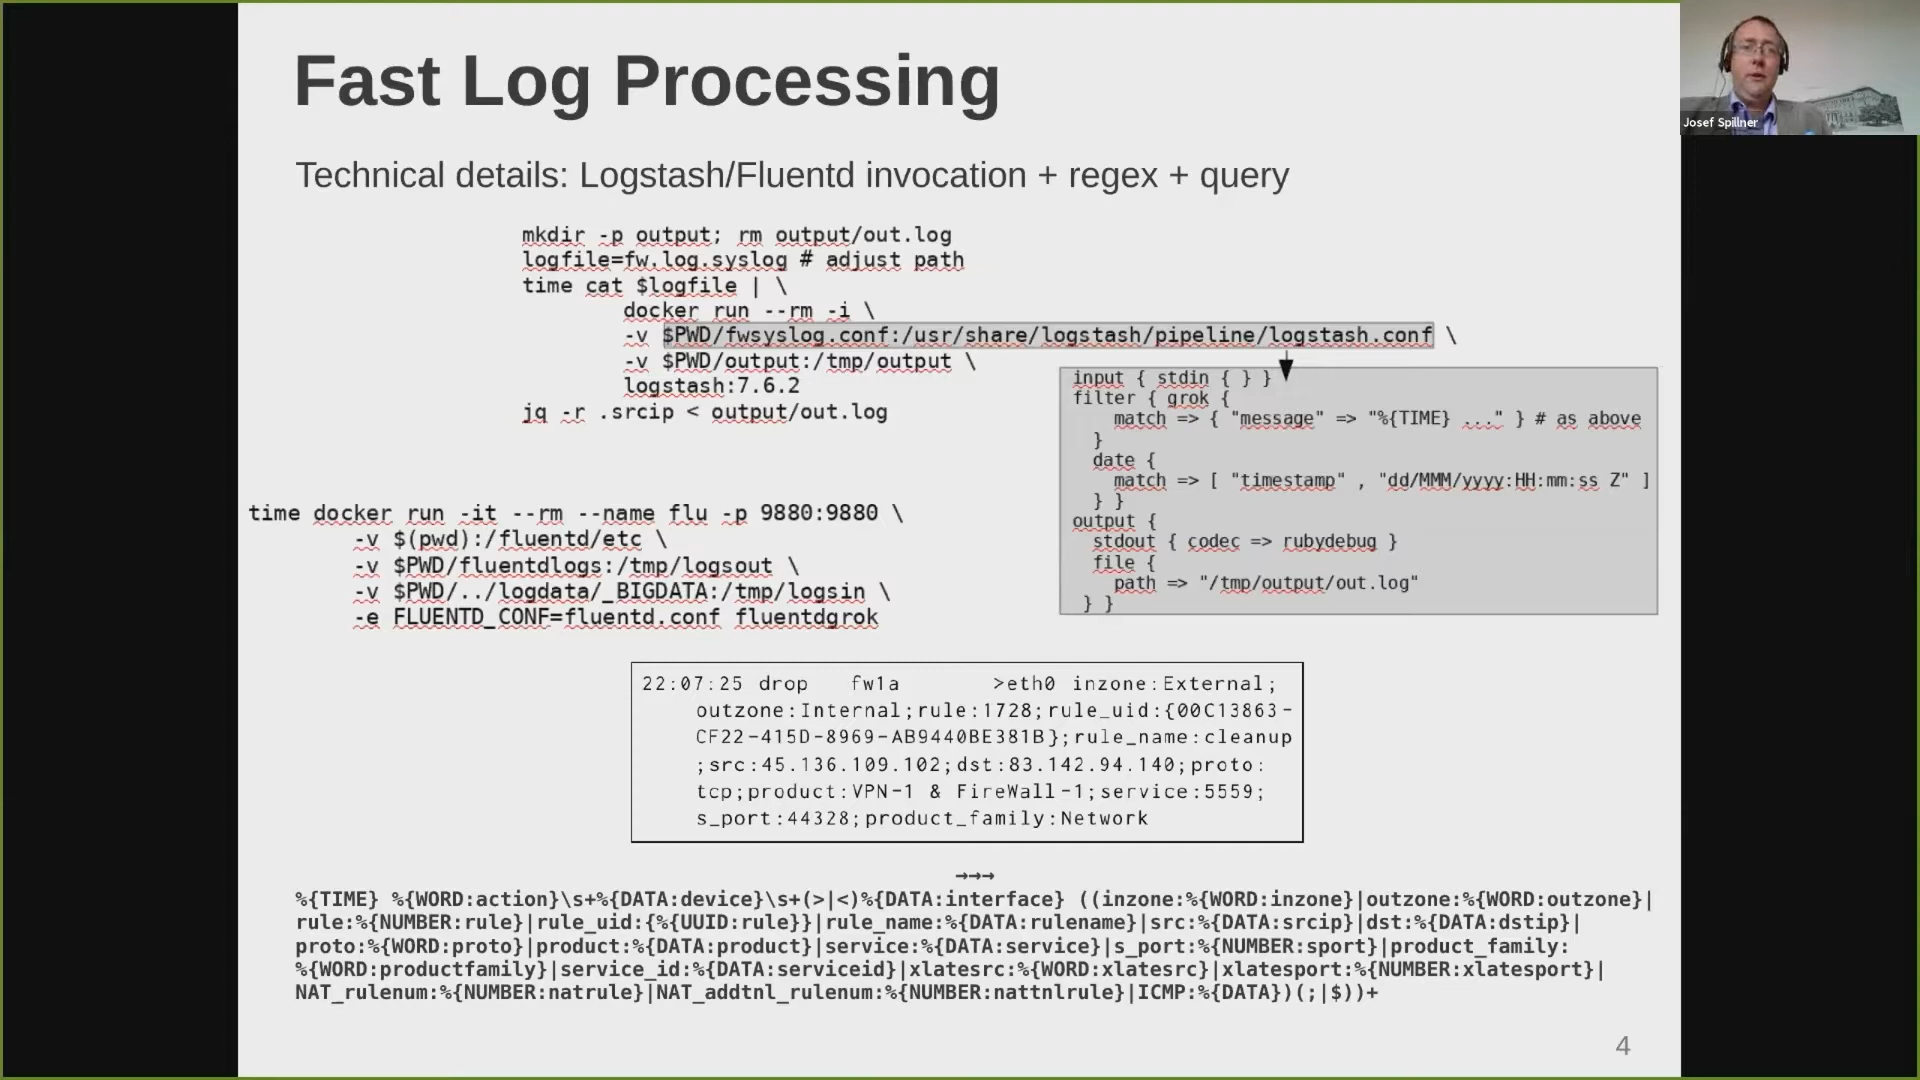 Fast Log Processing
Josef Spillner
Technical details: Logstash/Fluentd invocation + regex + query
mkdir -p output; rm output/out.log
logfile=fw.log.syslog # adjust path
time cat $logfile | \
docker run --rm -i \
-v $PWD/fwsyslog.conf:/usr/share/logstash/pipeline/logstash.conf \
-v $PWD/output:/tmp/output \
logstash:7.6.2
jq -r .srcip < output/out.log
input { stdin { } }
filter { grok {
match => { "message" => "%{TIME} ..." } # as above
}
date {
match => [ "timestamp" , "dd/MMM/yyyy:HH:mm:ss Z" ]
} }
output {
stdout { codec => rubydebug }
file {
path => "/tmp/output/out.log"
} }
time docker run -it --rm --name flu -p 9880:9880 \
-v $(pwd):/fluentd/etc \
-v $PWD/fluentdlogs:/tmp/logsout \
-v $PWD/../logdata/_BIGDATA:/tmp/logsin \
-e FLUENTD_CONF=fluentd.conf fluentdgrok
22:07:25 drop fw1a >eth0 inzone:External;
outzone:Internal;rule:1728;rule_uid:{00C13863-
CF22-415D-8969-AB9440BE381B};rule_name:cleanup
;src:45.136.109.102;dst:83.142.94.140;proto:
tcp;product:VPN-1 & FireWall-1;service:5559;
s_port:44328;product_family:Network
→→→
%{TIME} %{WORD:action}\s+%{DATA:device}\s+(>|<)%{DATA:interface} ((inzone:%{WORD:inzone}|outzone:%{WORD:outzone}|
rule:%{NUMBER:rule}|rule_uid:{%{UUID:rule}}|rule_name:%{DATA:rulename}|src:%{DATA:srcip}|dst:%{DATA:dstip}|
proto:%{WORD:proto}|product:%{DATA:product}|service:%{DATA:service}|s_port:%{NUMBER:sport}|product_family:
%{WORD:productfamily}|service_id:%{DATA:serviceid}|xlatesrc:%{WORD:xlatesrc}|xlatesport:%{NUMBER:xlatesport}|
NAT_rulenum:%{NUMBER:natrule}|NAT_addtnl_rulenum:%{NUMBER:nattnlrule}|ICMP:%{DATA})(;|$))+
4